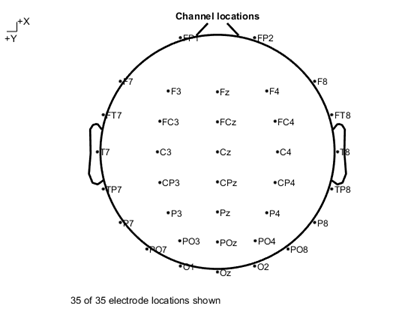 Channel locations
+X
+Y
FP1 FP2
F7 F8
F3 Fz F4
FT7 FT8
FC3 FCz FC4
T7 C3 Cz C4 T8
CP3 CPz CP4
TP7 TP8
P3 Pz P4
P7 P8
PO3 POz PO4
PO7 PO8
O1 Oz O2
35 of 35 electrode locations shown